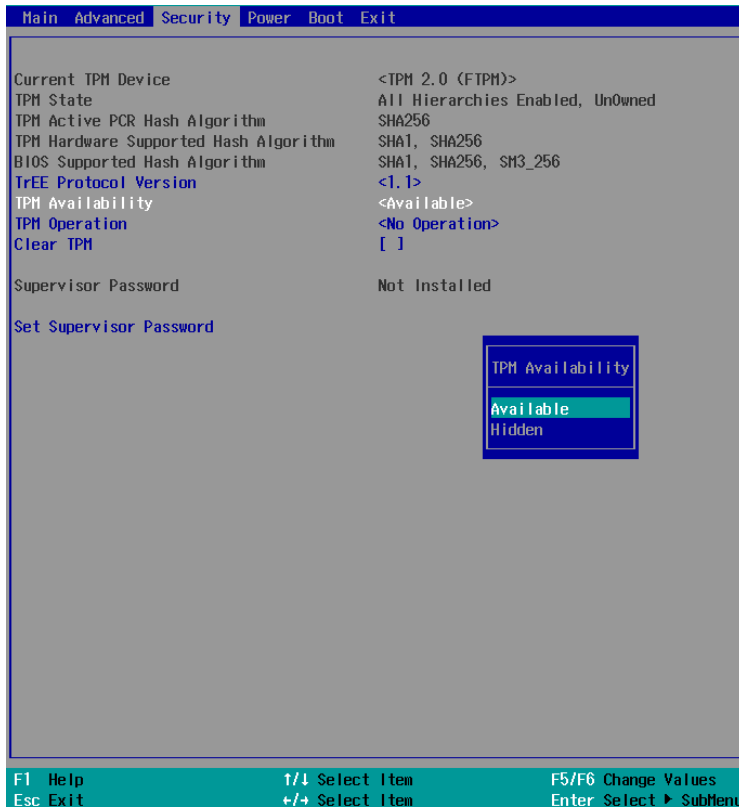 Main Advanced Security Power Boot Exit
Current TPM Device <TPM 2.0 (FTPM)>
TPM State All Hierarchies Enabled, UnOwned
TPM Active PCR Hash Algorithm SHA256
TPM Hardware Supported Hash Algorithm SHA1, SHA256
BIOS Supported Hash Algorithm SHA1, SHA256, SM3_256
TrEE Protocol Version <1.1>
TPM Availability <Available>
TPM Operation <No Operation>
Clear TPM [ ]
Supervisor Password Not Installed
Set Supervisor Password
TPM Availability
Available
Hidden
F1 Help ↑/↓ Select Item F5/F6 Change Values
Esc Exit ←/→ Select Item Enter Select ▶ SubMenu